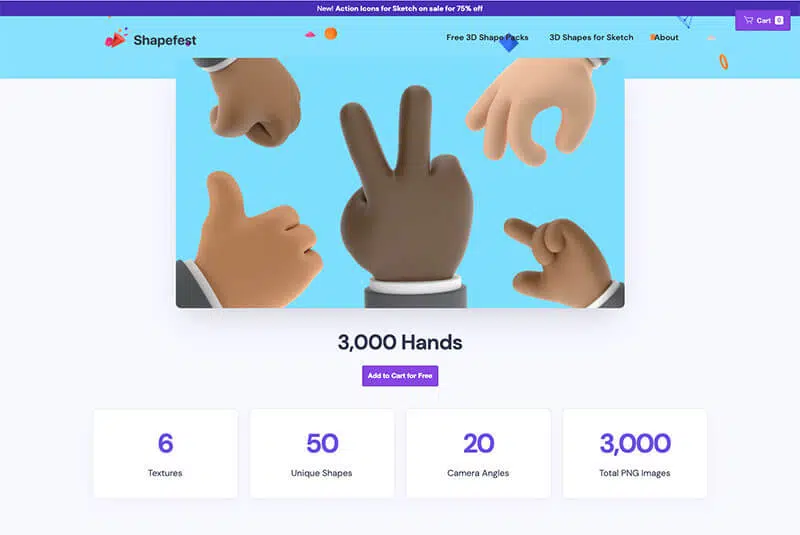 New! Action Icons for Sketch on sale for 75% off
Cart 0
Shapefest
Free 3D Shape Packs
3D Shapes for Sketch
About
3,000 Hands
Add to Cart for Free
6
Textures
50
Unique Shapes
20
Camera Angles
3,000
Total PNG Images